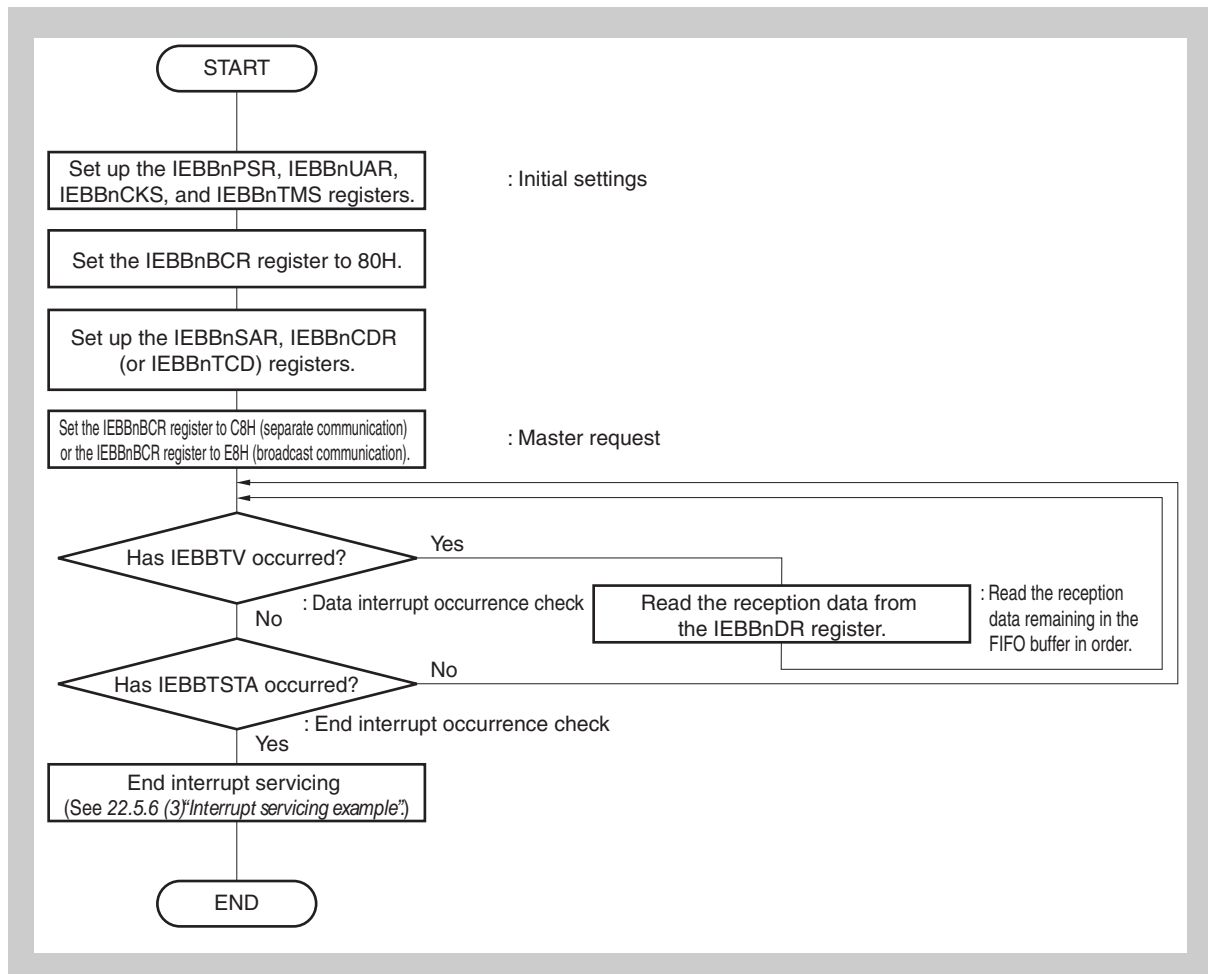 START
Set up the IEBBnPSR, IEBBnUAR,
IEBBnCKS, and IEBBnTMS registers.
: Initial settings
Set the IEBBnBCR register to 80H.
Set up the IEBBnSAR, IEBBnCDR
(or IEBBnTCD) registers.
Set the IEBBnBCR register to C8H (separate communication)
or the IEBBnBCR register to E8H (broadcast communication).
: Master request
Has IEBBTV occurred?
Yes
No
: Data interrupt occurrence check
Read the reception data from
the IEBBnDR register.
: Read the reception
data remaining in the
FIFO buffer in order.
Has IEBBTSTA occurred?
No
: End interrupt occurrence check
Yes
End interrupt servicing
(See 22.5.6 (3)“Interrupt servicing example”.)
END